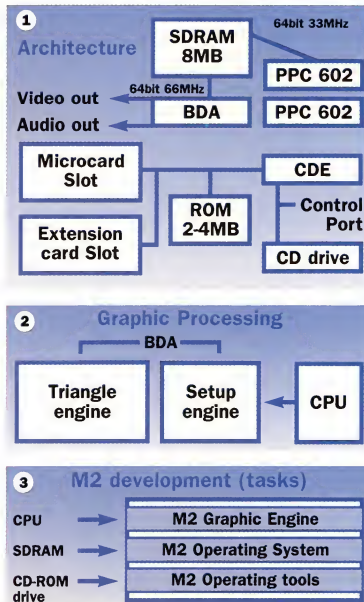 1
Architecture
SDRAM
8MB
64bit 33MHz
PPC 602
64bit 66MHz
Video out
BDA
PPC 602
Audio out
Microcard
Slot
CDE
ROM
2-4MB
Control
Port
Extension
card Slot
CD drive
2
Graphic Processing
BDA
Triangle
engine
Setup
engine
CPU
3
M2 development (tasks)
CPU
M2 Graphic Engine
SDRAM
M2 Operating System
CD-ROM
drive
M2 Operating tools